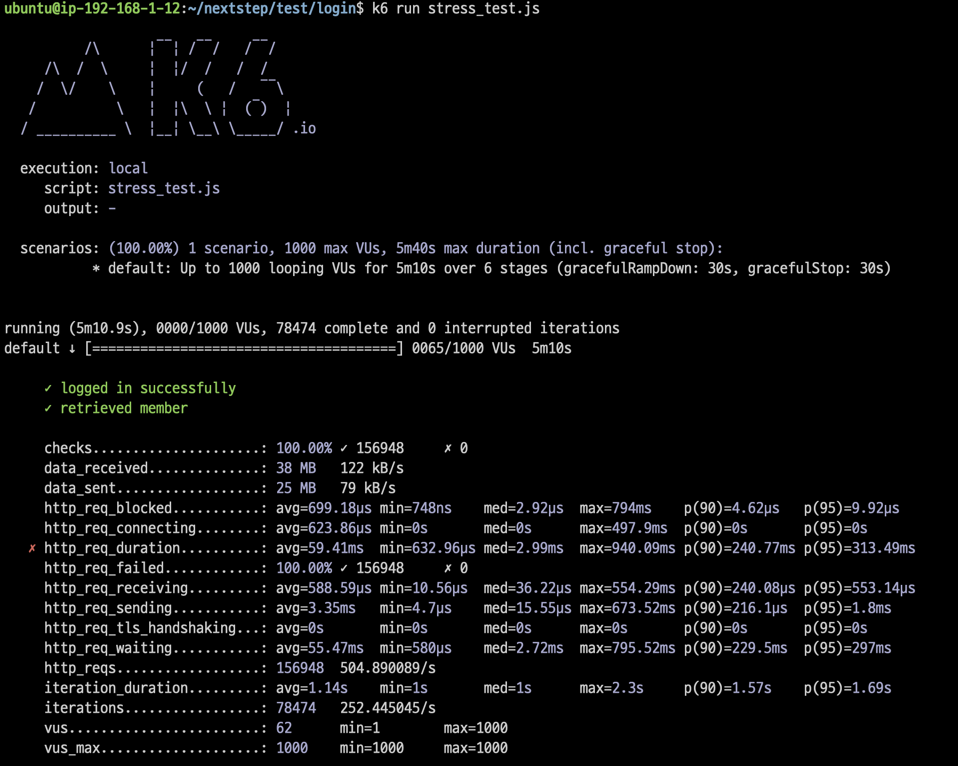 ubuntu@ip-192-168-1-12:~/nextstep/test/login$ k6 run stress_test.js
.io
execution: local
script: stress_test.js
output: -
scenarios: (100.00%) 1 scenario, 1000 max VUs, 5m40s max duration (incl. graceful stop):
* default: Up to 1000 looping VUs for 5m10s over 6 stages (gracefulRampDown: 30s, gracefulStop: 30s)
running (5m10.9s), 0000/1000 VUs, 78474 complete and 0 interrupted iterations
default ↓ [======================================] 0065/1000 VUs  5m10s
✓ logged in successfully
✓ retrieved member
checks.....................: 100.00% ✓ 156948    ✗ 0
data_received..............: 38 MB   122 kB/s
data_sent..................: 25 MB   79 kB/s
http_req_blocked...........: avg=699.18µs min=748ns    med=2.92µs  max=794ms    p(90)=4.62µs   p(95)=9.92µs
http_req_connecting........: avg=623.86µs min=0s       med=0s      max=497.9ms  p(90)=0s       p(95)=0s
✗ http_req_duration..........: avg=59.41ms  min=632.96µs med=2.99ms  max=940.09ms p(90)=240.77ms p(95)=313.49ms
http_req_failed............: 100.00% ✓ 156948    ✗ 0
http_req_receiving.........: avg=588.59µs min=10.56µs  med=36.22µs max=554.29ms p(90)=240.08µs p(95)=553.14µs
http_req_sending...........: avg=3.35ms   min=4.7µs    med=15.55µs max=673.52ms p(90)=216.1µs  p(95)=1.8ms
http_req_tls_handshaking...: avg=0s       min=0s       med=0s      max=0s       p(90)=0s       p(95)=0s
http_req_waiting...........: avg=55.47ms  min=580µs    med=2.72ms  max=795.52ms p(90)=229.5ms  p(95)=297ms
http_reqs..................: 156948  504.890089/s
iteration_duration.........: avg=1.14s    min=1s       med=1s      max=2.3s     p(90)=1.57s    p(95)=1.69s
iterations.................: 78474   252.445045/s
vus........................: 62      min=1       max=1000
vus_max....................: 1000    min=1000    max=1000